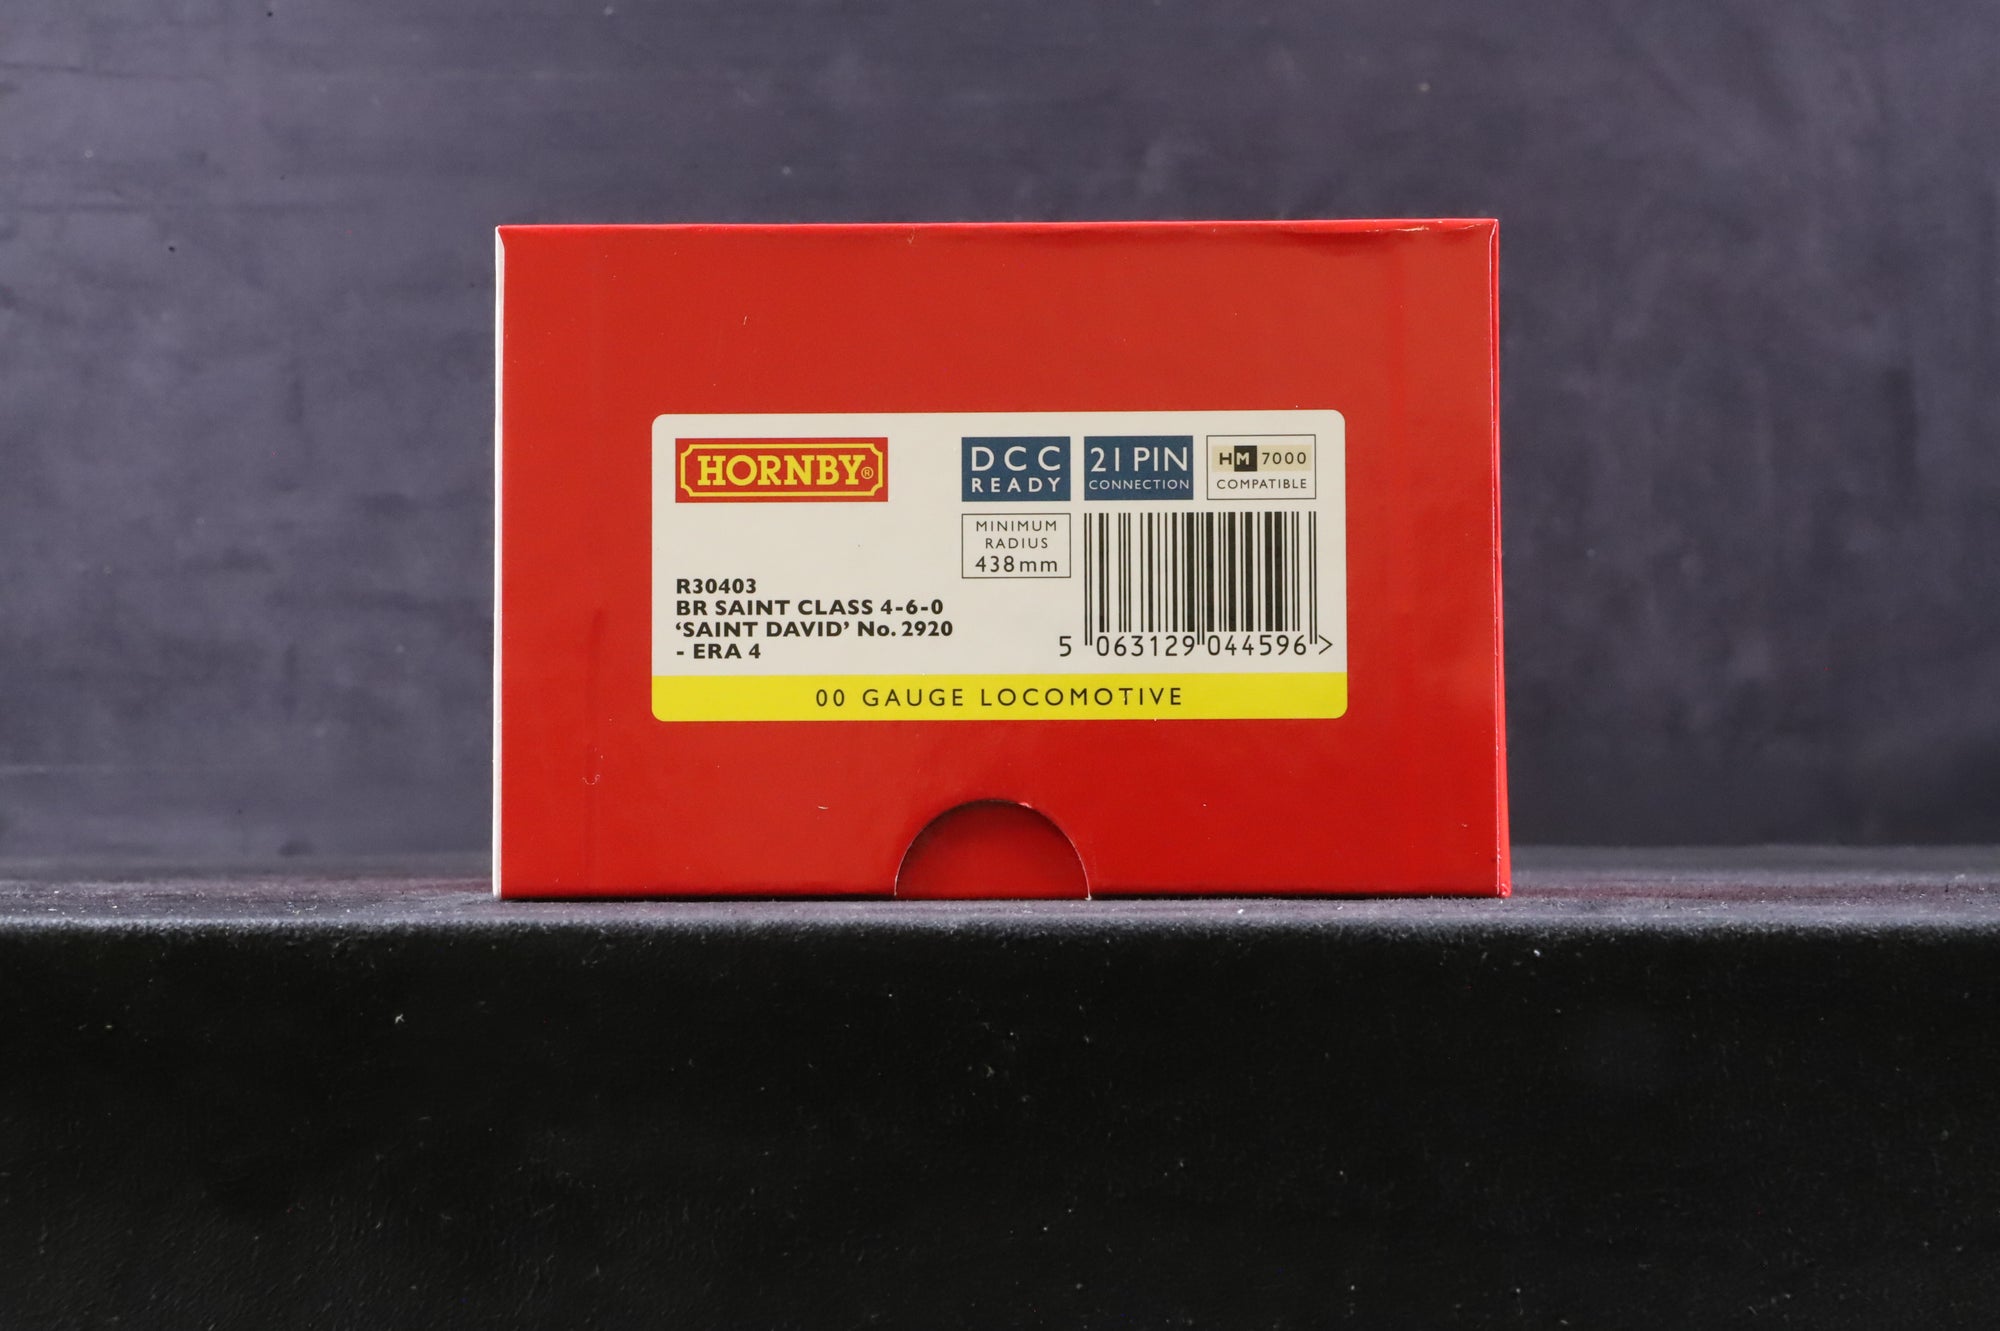 HORNBY®
DCC
READY
21 PIN
CONNECTION
HM 7000
COMPATIBLE
MINIMUM
RADIUS
438mm
R30403
BR SAINT CLASS 4-6-0
‘SAINT DAVID’ No. 2920
- ERA 4
5 063129 044596 >
00 GAUGE LOCOMOTIVE